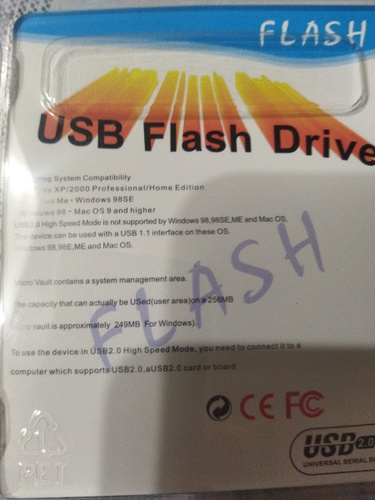 FLASH
USB Flash Drive
ing System Compatibility
XP/2000 Professional/Home Edition
Me • Windows 98SE
98 • Mac OS 9 and higher
USB2.0 High Speed Mode is not supported by Windows 98,98SE,ME and Mac OS,
The device can be used with a USB 1.1 interface on these OS.
Windows 98,98E,ME and Mac OS.
Micro Vault contains a system management area.
The capacity that can actually be USed(user area)on a 256MB
vault is approximately 249MB For Windows).
FLASH
To use the device in USB2.0 High Speed Mode, you need to connect it to a
computer which supports USB2.0,aUSB2.0 card or board.
CE FC
USB 2.0
UNIVERSAL SERIAL B
1
PET